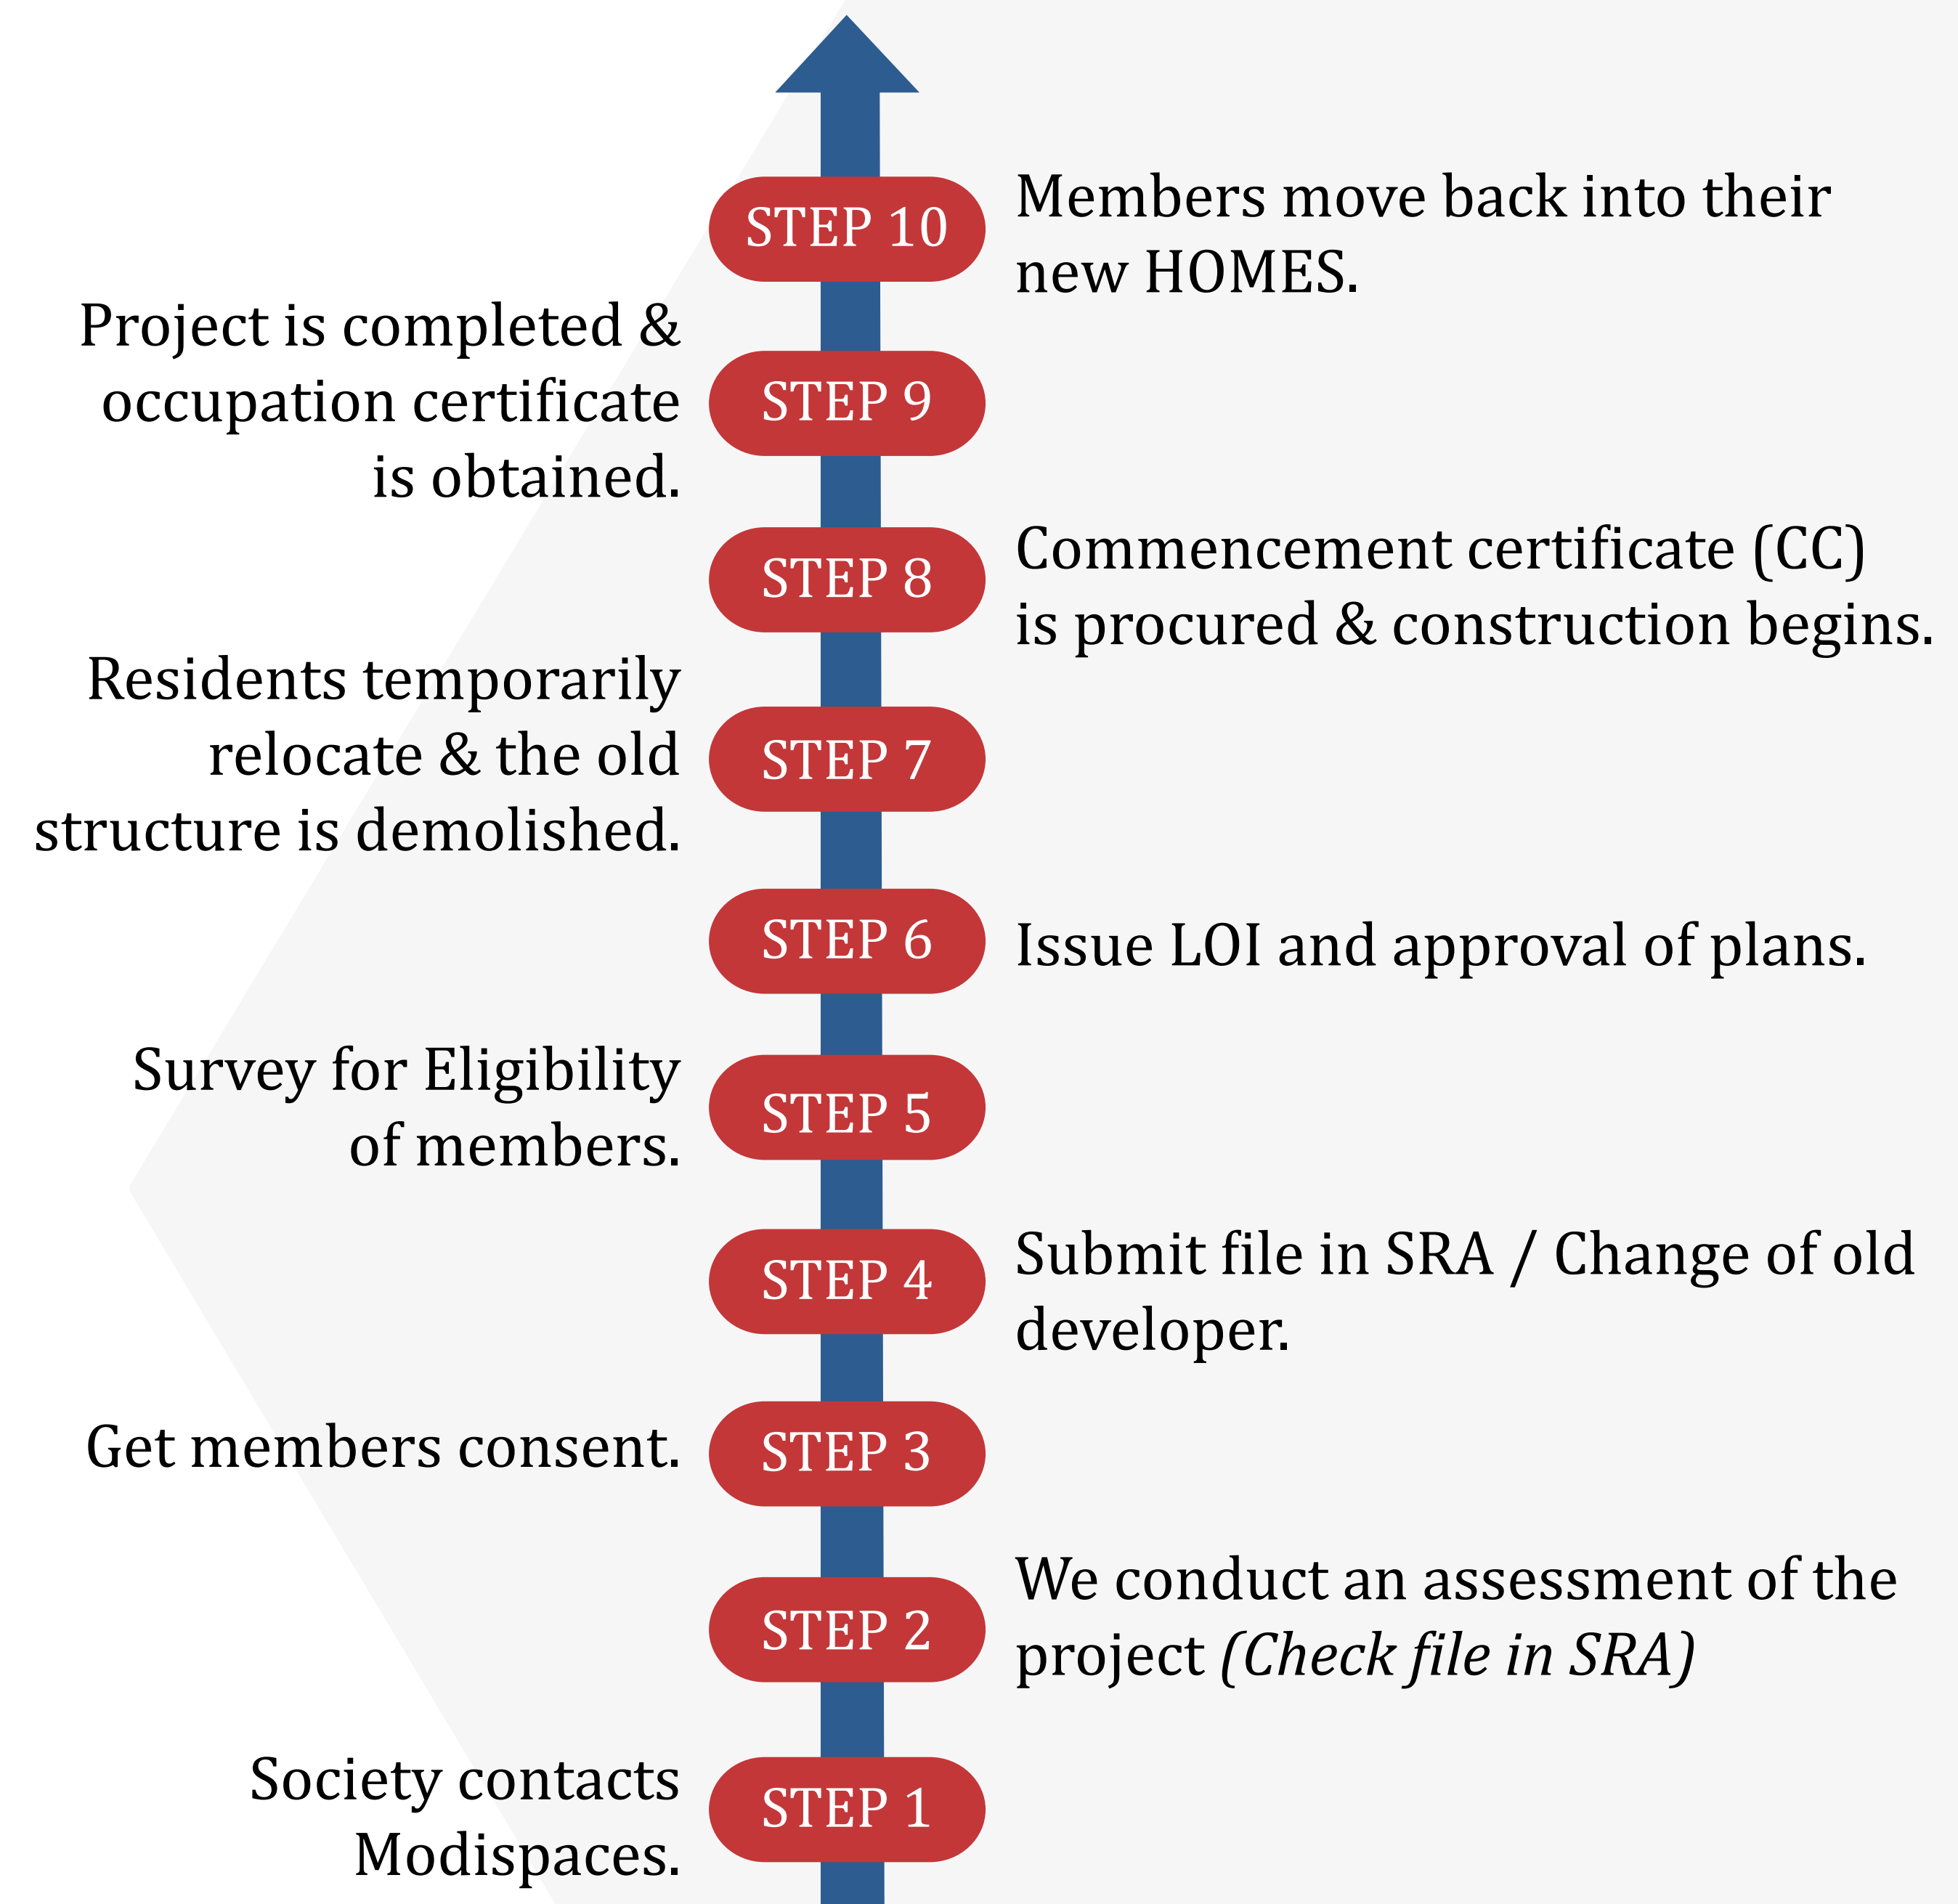 STEP 10
Members move back into their
new HOMES.
Project is completed &
occupation certificate
is obtained.
STEP 9
STEP 8
Commencement certificate (CC)
is procured & construction begins.
Residents temporarily
relocate & the old
structure is demolished.
STEP 7
STEP 6
Issue LOI and approval of plans.
Survey for Eligibility
of members.
STEP 5
STEP 4
Submit file in SRA / Change of old
developer.
Get members consent.
STEP 3
STEP 2
We conduct an assessment of the
project (Check file in SRA)
Society contacts
Modispaces.
STEP 1